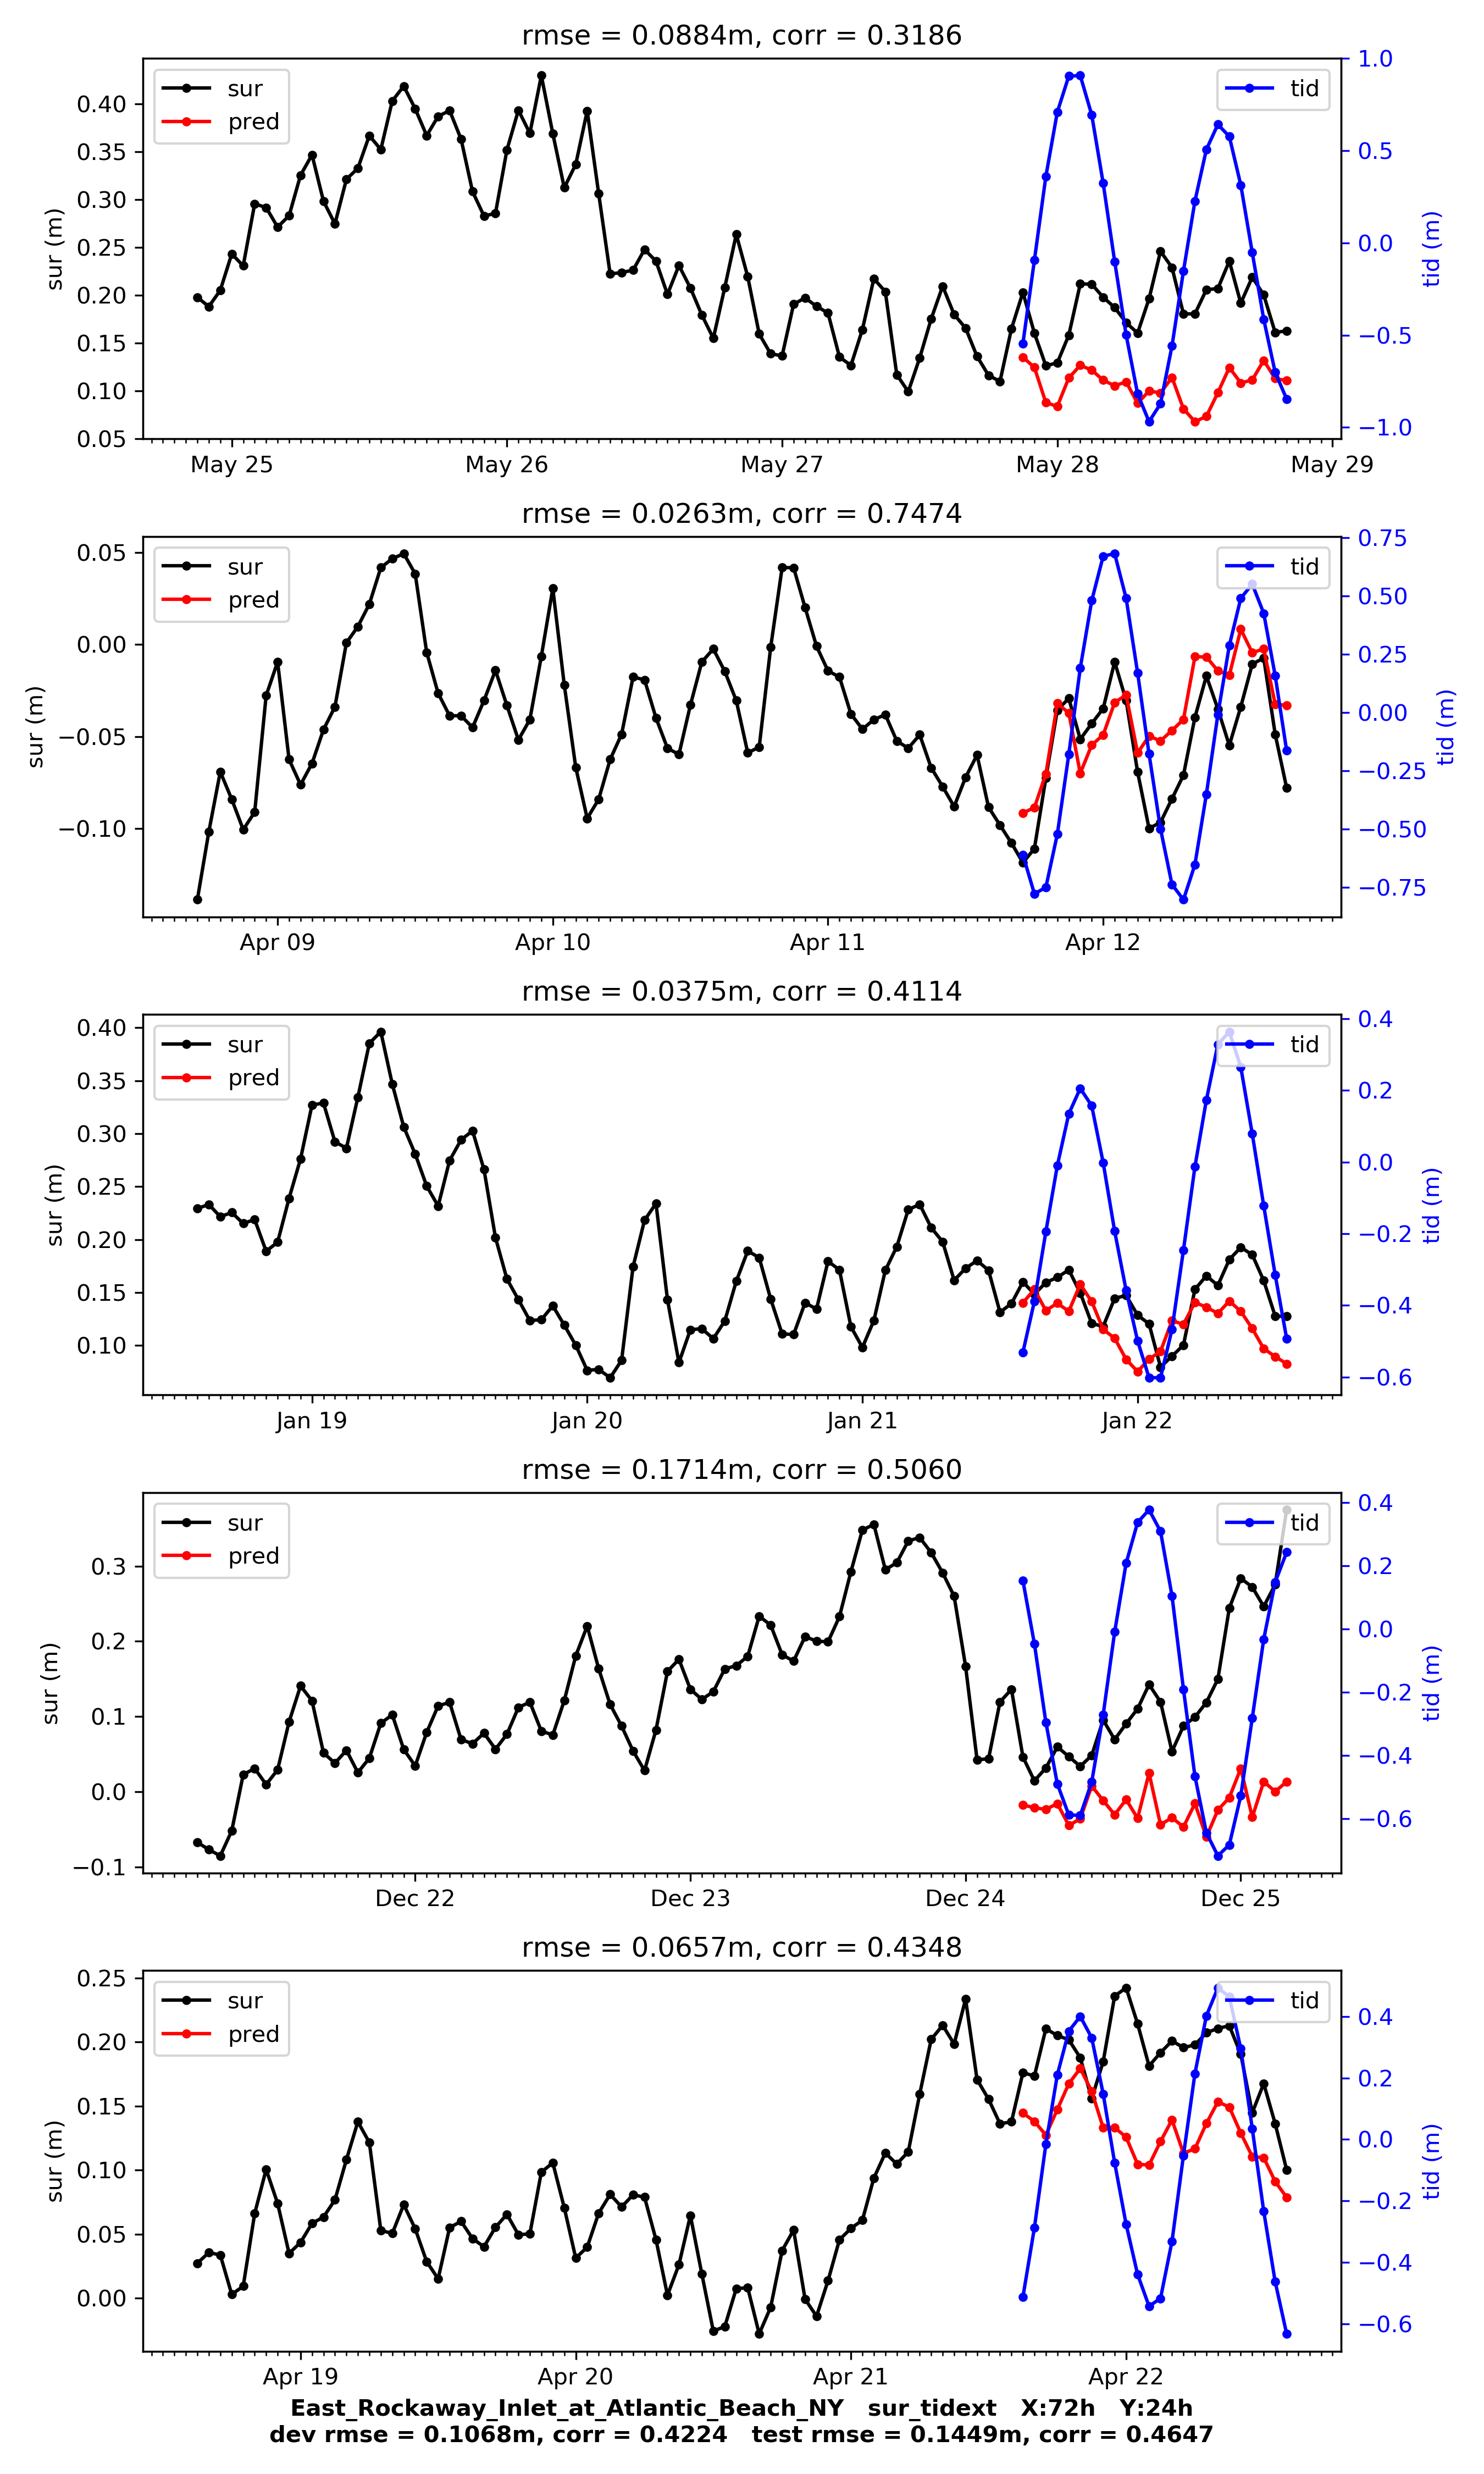 rmse = 0.0884m, corr = 0.3186
sur
pred
tid
0.40
0.35
0.30
0.25
0.20
0.15
0.10
0.05
sur (m)
1.0
0.5
0.0
−0.5
−1.0
tid (m)
May 25 May 26 May 27 May 28 May 29
rmse = 0.0263m, corr = 0.7474
sur
pred
tid
0.05
0.00
−0.05
−0.10
sur (m)
0.75
0.50
0.25
0.00
−0.25
−0.50
−0.75
tid (m)
Apr 09 Apr 10 Apr 11 Apr 12
rmse = 0.0375m, corr = 0.4114
sur
pred
tid
0.40
0.35
0.30
0.25
0.20
0.15
0.10
sur (m)
0.4
0.2
0.0
−0.2
−0.4
−0.6
tid (m)
Jan 19 Jan 20 Jan 21 Jan 22
rmse = 0.1714m, corr = 0.5060
sur
pred
tid
0.3
0.2
0.1
0.0
−0.1
sur (m)
0.4
0.2
0.0
−0.2
−0.4
−0.6
tid (m)
Dec 22 Dec 23 Dec 24 Dec 25
rmse = 0.0657m, corr = 0.4348
sur
pred
tid
0.25
0.20
0.15
0.10
0.05
0.00
sur (m)
0.4
0.2
0.0
−0.2
−0.4
−0.6
tid (m)
Apr 19 Apr 20 Apr 21 Apr 22
East_Rockaway_Inlet_at_Atlantic_Beach_NY sur_tidext X:72h Y:24h
dev rmse = 0.1068m, corr = 0.4224 test rmse = 0.1449m, corr = 0.4647